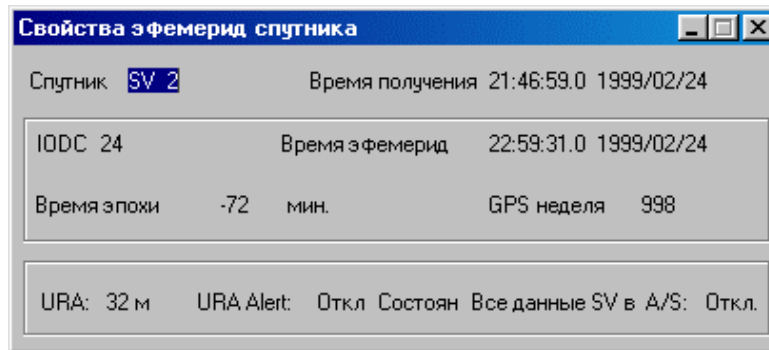 Свойства эфемерид спутника
Спутник SV 2 Время получения 21:46:59.0 1999/02/24
IODC 24 Время эфемерид 22:59:31.0 1999/02/24
Время эпохи -72 мин. GPS неделя 998
URA: 32 м URA Alert: Откл Состоян Все данные SV в A/S: Откл.